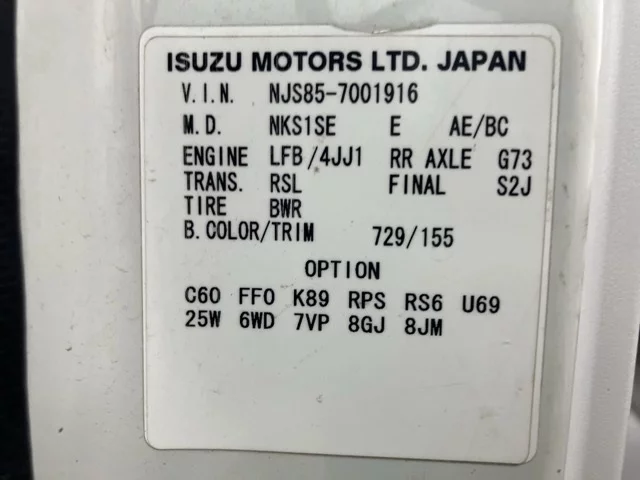 ISUZU MOTORS LTD. JAPAN
V.I.N. NJS85-7001916
M.D. NKS1SE E AE/BC
ENGINE LFB/4JJ1 RR AXLE G73
TRANS. RSL FINAL S2J
TIRE BWR
B.COLOR/TRIM 729/155
OPTION
C60 FF0 K89 RPS RS6 U69
25W 6WD 7VP 8GJ 8JM